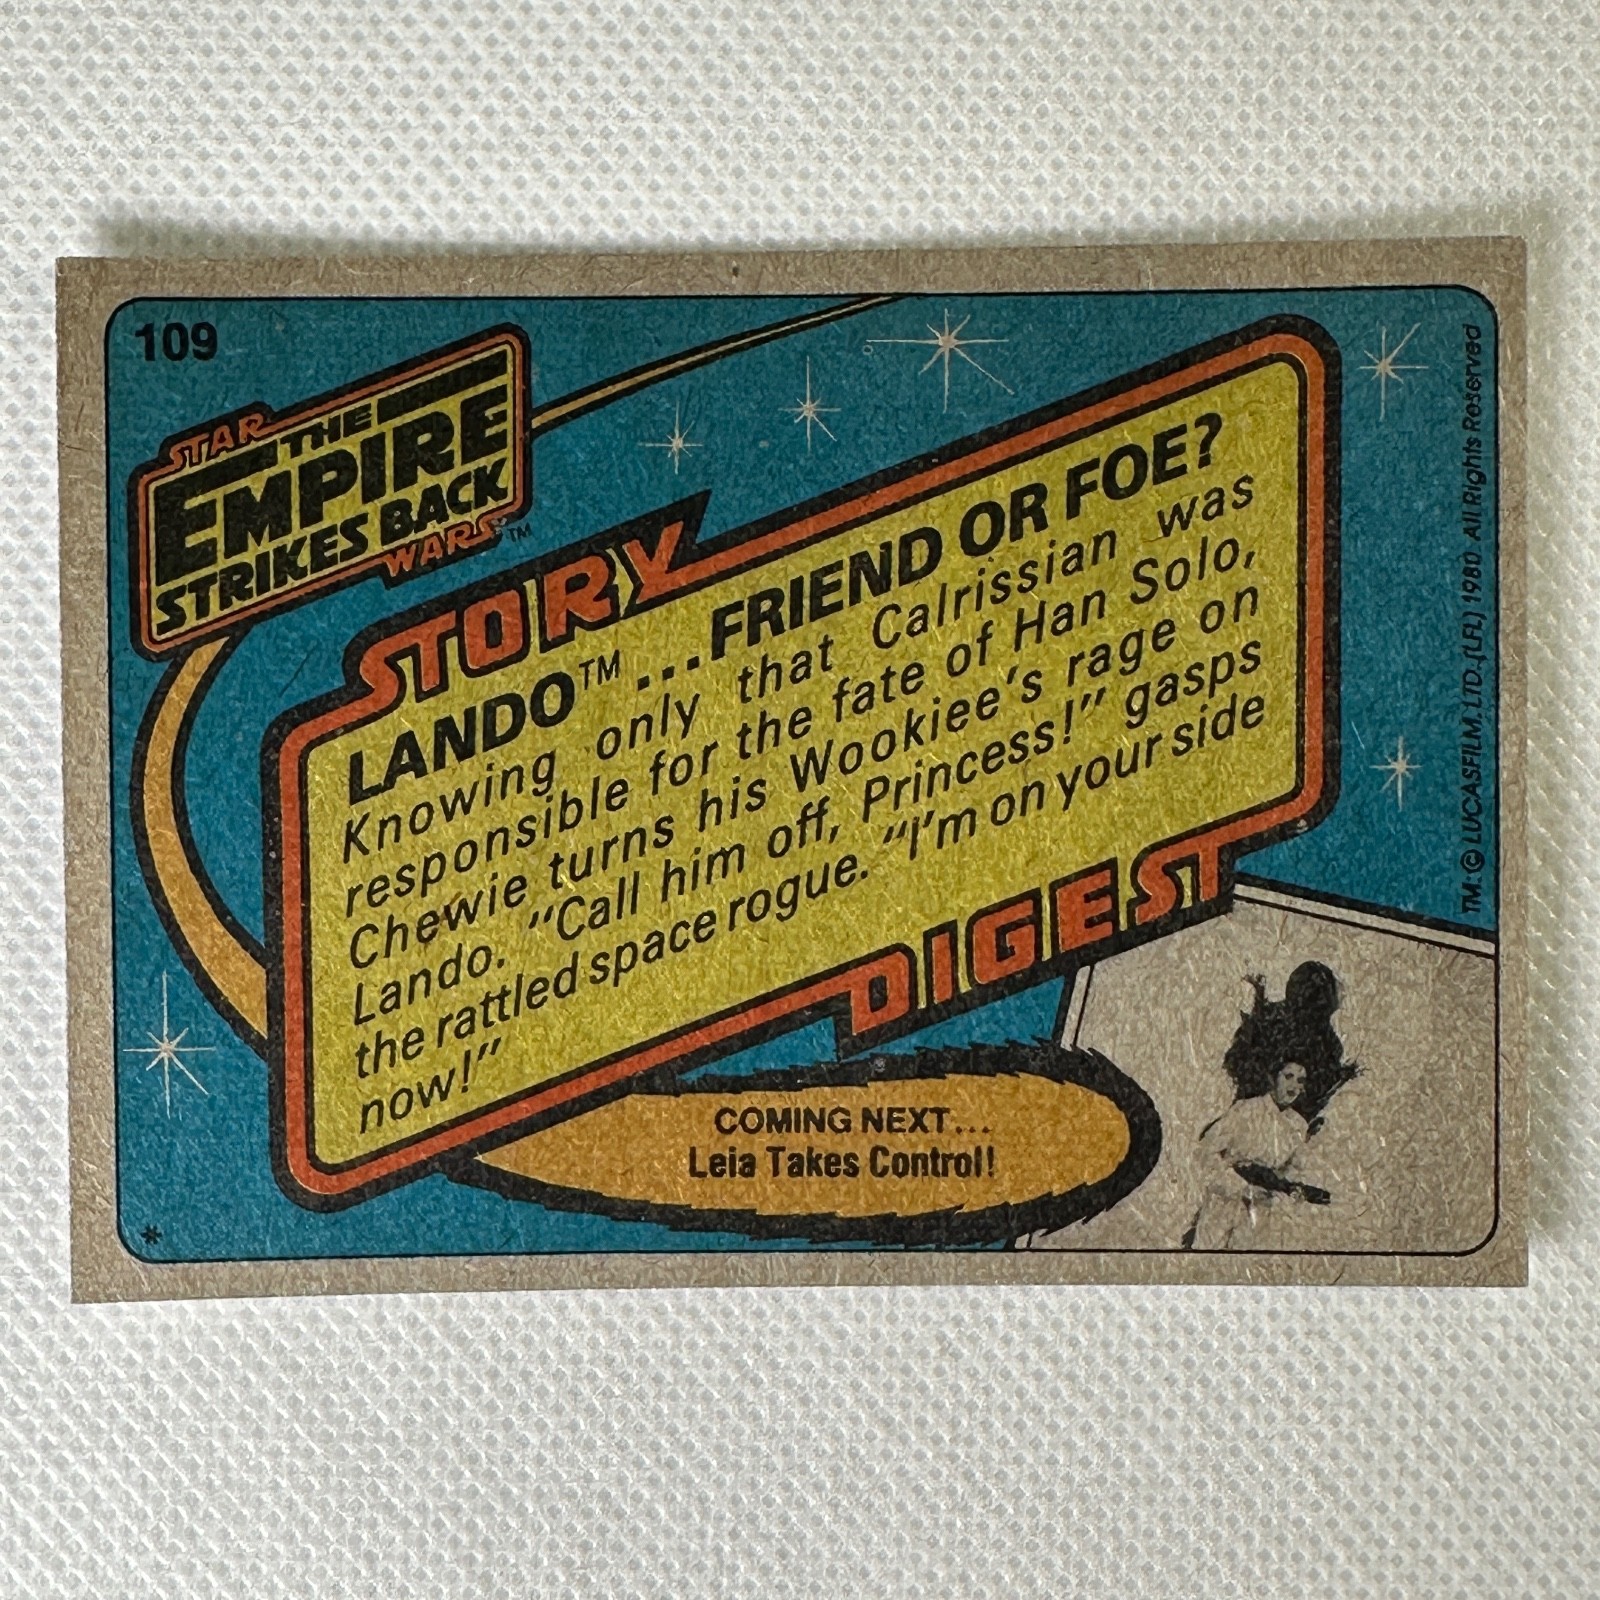 109
STAR
THE
EMPIRE
STRIKES BACK
WARS™
STORY
LANDO™...FRIEND OR FOE?
Knowing only that Calrissian was
responsible for the fate of Han Solo,
Chewie turns his Wookiee's rage on
Lando. "Call him off, Princess!" gasps
the rattled space rogue. "I'm on your side
now!"
DIGEST
COMING NEXT...
Leia Takes Control!
*
TM: © LUCASFILM LTD. (LFL) 1980 All Rights Reserved